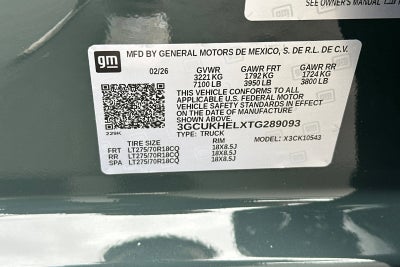 SEE OWNER'S MANUAL
gm
MFD BY GENERAL MOTORS DE MEXICO, S. DE R.L. DE C.V.
02/26 GVWR GAWR FRT GAWR RR
3221 KG 1792 KG 1724 KG
7100 LB 3950 LB 3800 LB
THIS VEHICLE CONFORMS TO ALL
APPLICABLE U.S. FEDERAL MOTOR
VEHICLE SAFETY STANDARDS IN
EFFECT ON THE DATE OF MANUFACTURE
SHOWN ABOVE.
3GCUKHELXTG289093
TYPE: TRUCK MODEL: X3CK10543
229K
TIRE SIZE RIM
FRT LT275/70R18CQ 18X8.5J
RR LT275/70R18CQ 18X8.5J
SPA LT275/70R18CQ 18X8.5J